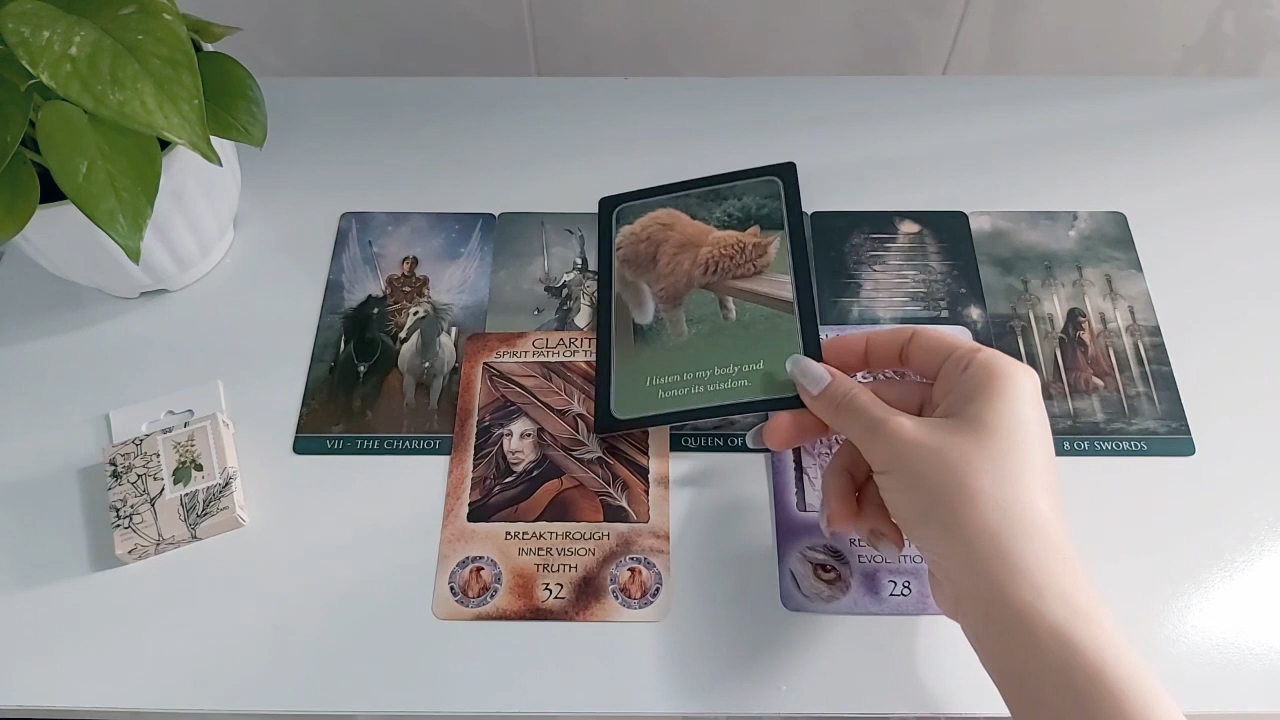 VII - THE CHARIOT
QUEEN OF
8 OF SWORDS
I listen to my body and
honor its wisdom.
CLARIT
SPIRIT PATH OF TH
BREAKTHROUGH
INNER VISION
TRUTH
32
28